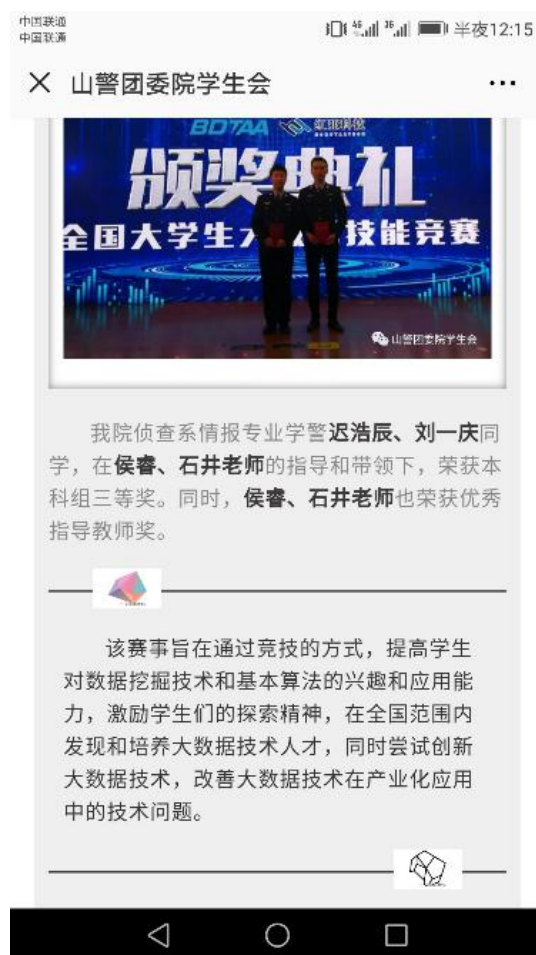 中国联通
中国联通
4G 3G 半夜12:15
山警团委院学生会
BDTAA 红亚科技
颁奖典礼
全国大学生大 技能竞赛
山警团委院学生会
我院侦查系情报专业学警迟浩辰、刘一庆同
学，在侯睿、石井老师的指导和带领下，荣获本
科组三等奖。同时，侯睿、石井老师也荣获优秀
指导教师奖。
该赛事旨在通过竞技的方式，提高学生
对数据挖掘技术和基本算法的兴趣和应用能
力，激励学生们的探索精神，在全国范围内
发现和培养大数据技术人才，同时尝试创新
大数据技术，改善大数据技术在产业化应用
中的技术问题。